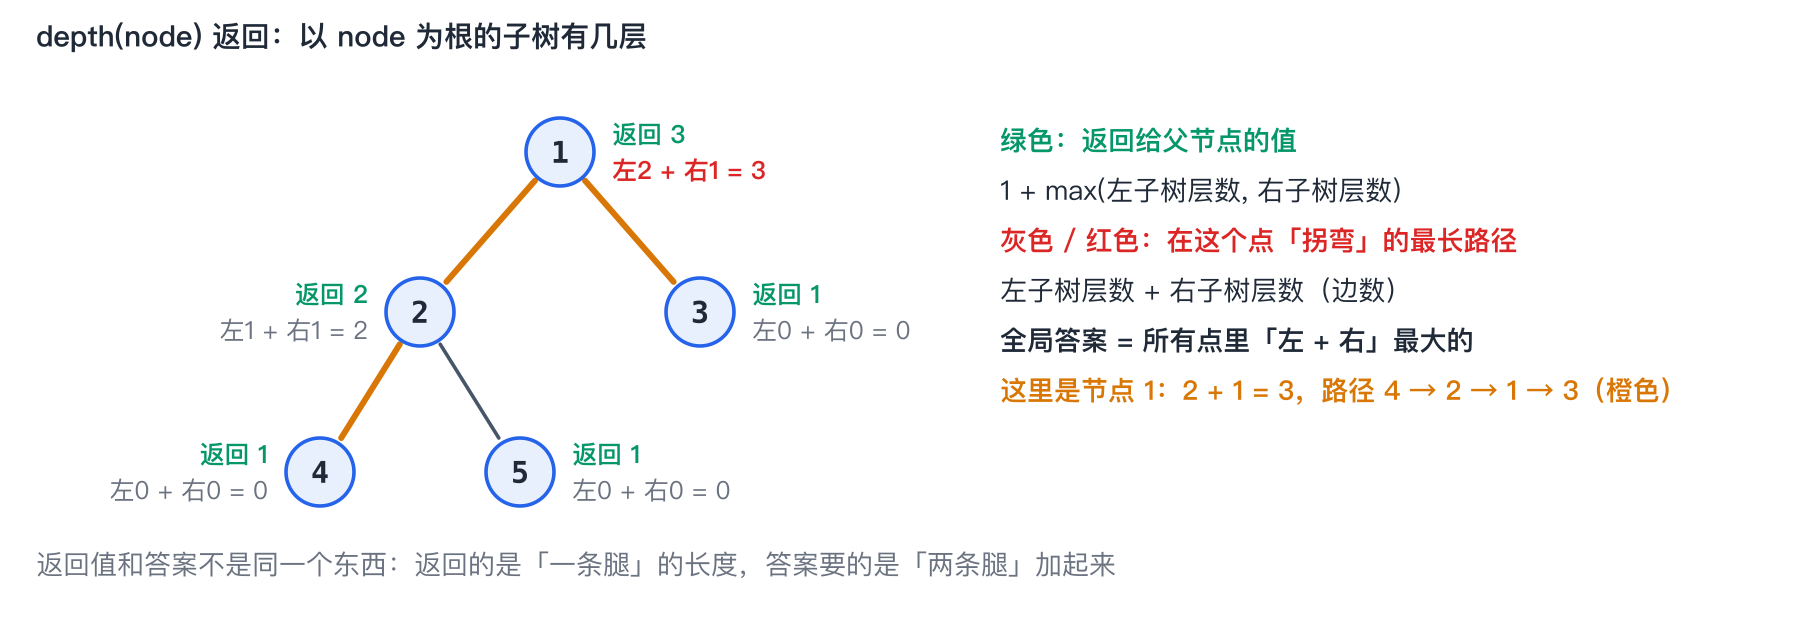 depth(node) 返回：以 node 为根的子树有几层
1
返回 3
左2 + 右1 = 3
返回 2
左1 + 右1 = 2
2
3
返回 1
左0 + 右0 = 0
返回 1
左0 + 右0 = 0
4
5
返回 1
左0 + 右0 = 0
绿色：返回给父节点的值
1 + max(左子树层数, 右子树层数)
灰色 / 红色：在这个点「拐弯」的最长路径
左子树层数 + 右子树层数（边数）
全局答案 = 所有点里「左 + 右」最大的
这里是节点 1：2 + 1 = 3，路径 4 → 2 → 1 → 3（橙色）
返回值和答案不是同一个东西：返回的是「一条腿」的长度，答案要的是「两条腿」加起来